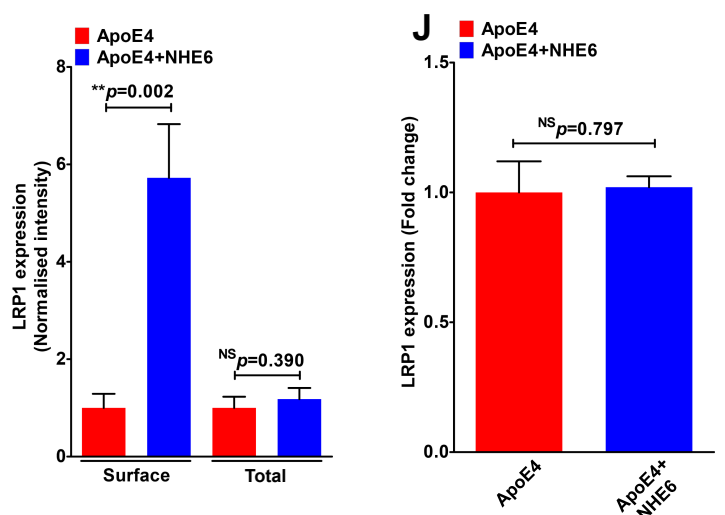 ApoE4
ApoE4+NHE6
8
6
4
2
0
LRP1 expression
(Normalised intensity)
**p=0.002
NSp=0.390
Surface
Total
J
ApoE4
ApoE4+NHE6
1.5
1.0
0.5
0.0
LRP1 expression (Fold change)
NSp=0.797
ApoE4
ApoE4+
NHE6